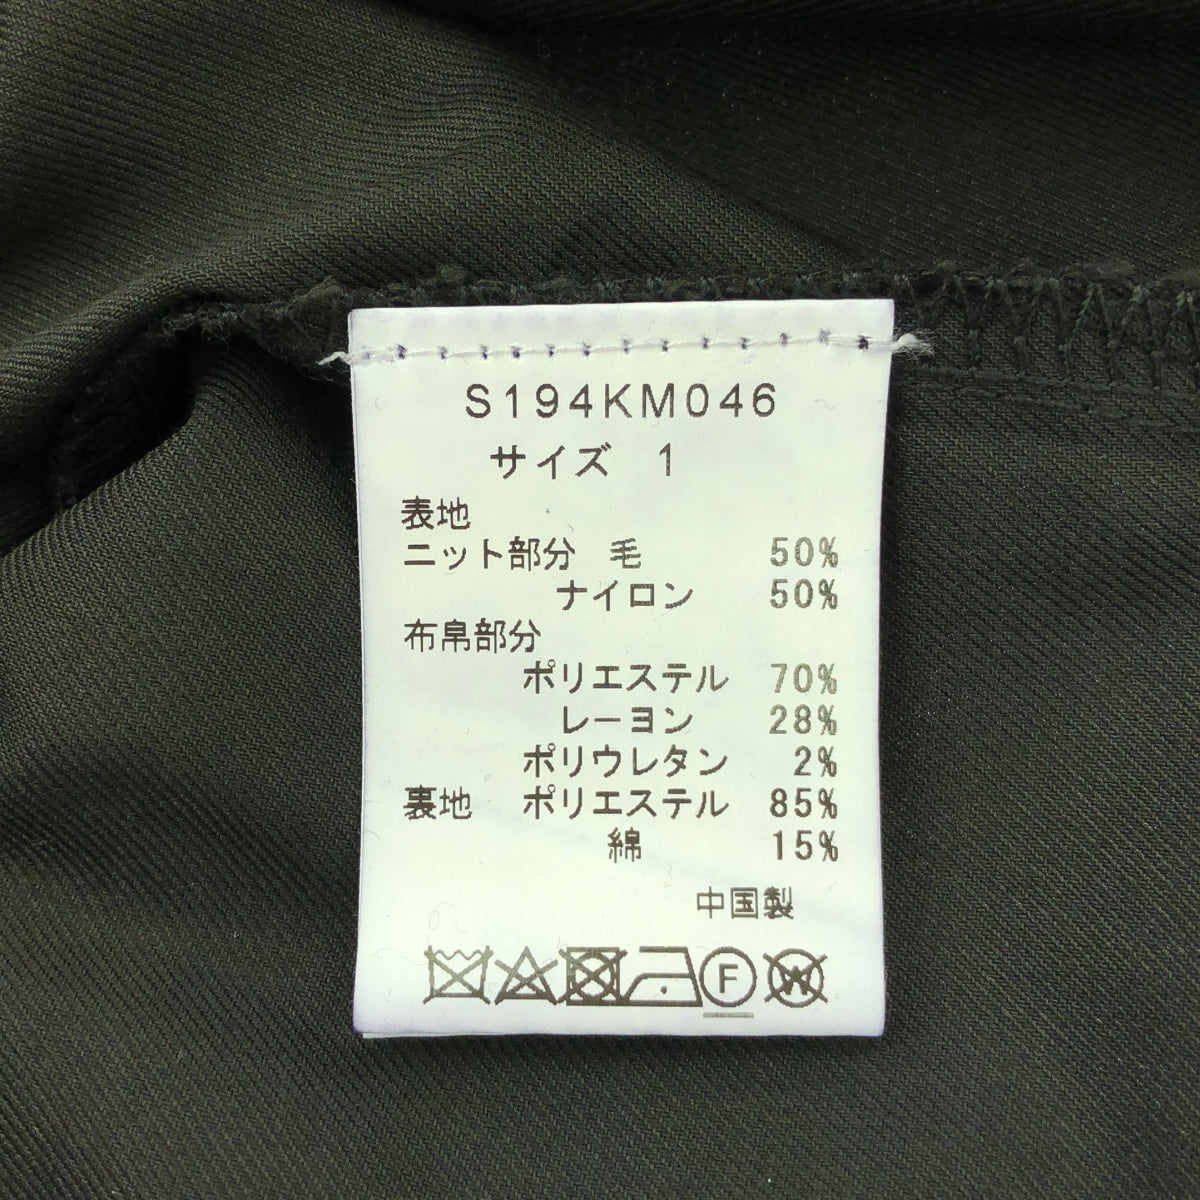 S194KM046
サイズ 1
表地
ニット部分 毛 50%
ナイロン 50%
布帛部分
ポリエステル 70%
レーヨン 28%
ポリウレタン 2%
裏地 ポリエステル 85%
綿 15%
中国製
F W